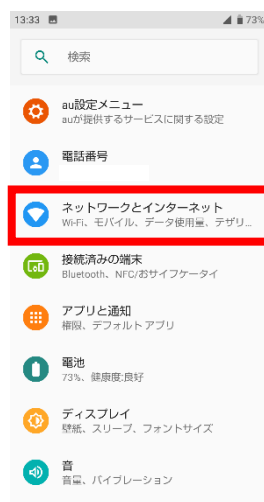 13:33 73%
検索
au設定メニュー
auが提供するサービスに関する設定
電話番号
ネットワークとインターネット
Wi-Fi、モバイル、データ使用量、テザリ...
接続済みの端末
Bluetooth、NFC/おサイフケータイ
アプリと通知
権限、デフォルト アプリ
電池
73%、健康度:良好
ディスプレイ
壁紙、スリープ、フォントサイズ
音
音量、バイブレーション